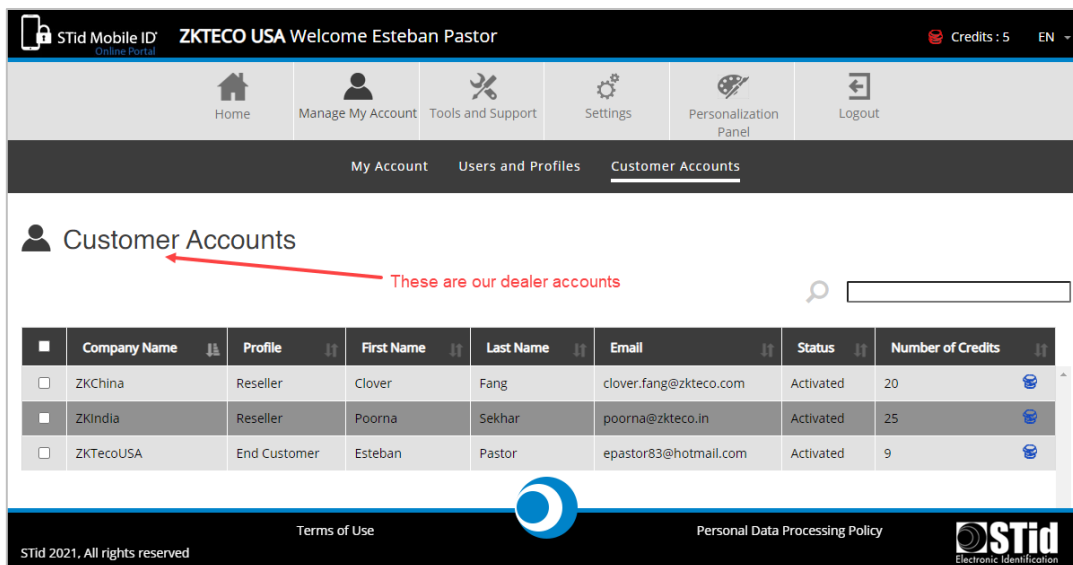 STid Mobile ID®
Online Portal
ZKTECO USA Welcome Esteban Pastor
Credits : 5
EN
Home
Manage My Account
Tools and Support
Settings
Personalization
Panel
Logout
My Account
Users and Profiles
Customer Accounts
Customer Accounts
These are our dealer accounts
Company Name Profile First Name Last Name Email Status Number of Credits
ZKChina Reseller Clover Fang clover.fang@zkteco.com Activated 20
ZKIndia Reseller Poorna Sekhar poorna@zkteco.in Activated 25
ZKTecoUSA End Customer Esteban Pastor epastor83@hotmail.com Activated 9
Terms of Use
Personal Data Processing Policy
STid 2021, All rights reserved
STid
Electronic Identification